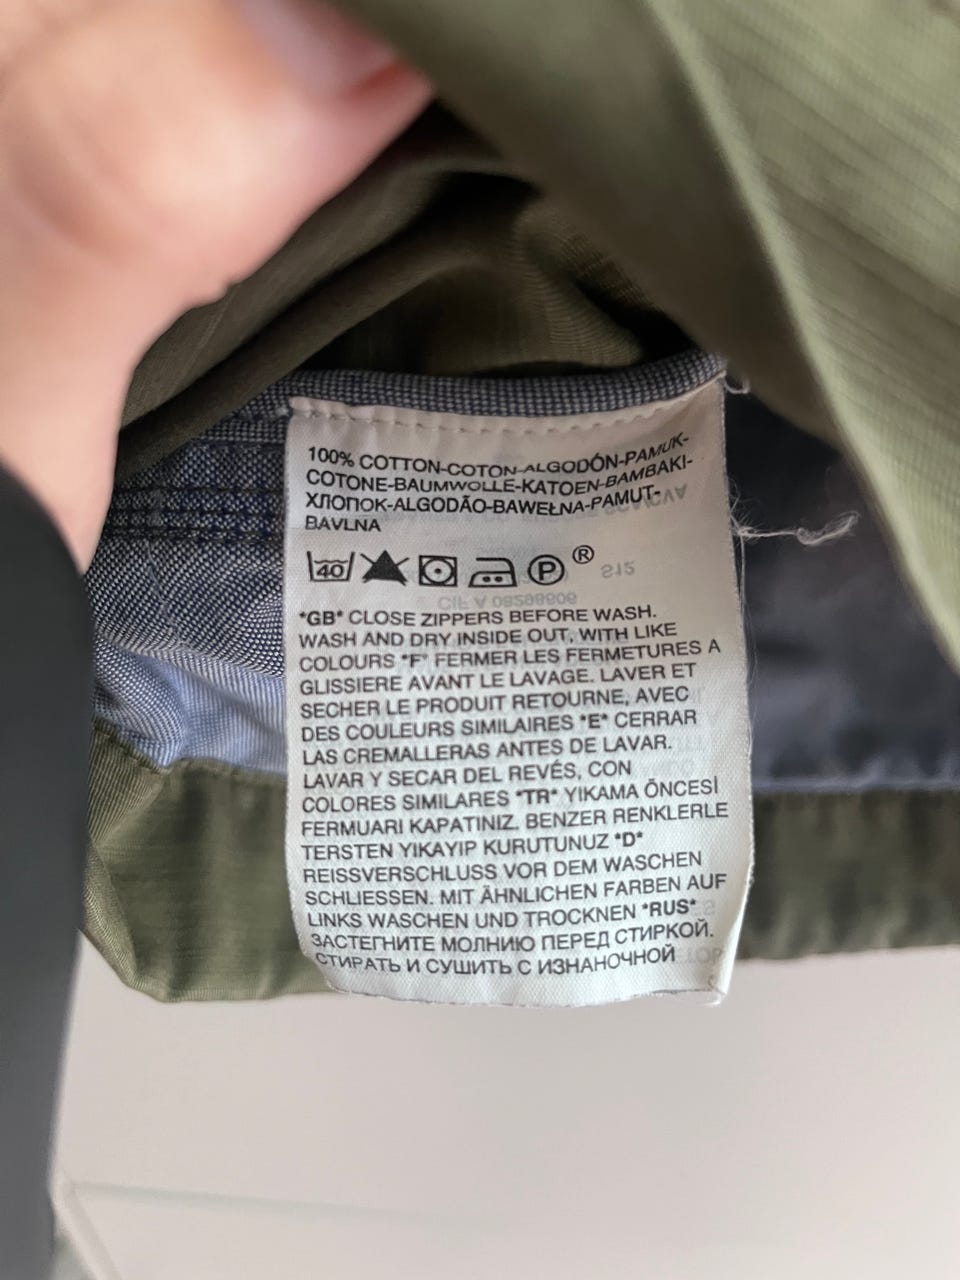 100% COTTON-COTON-ALGODÓN-PAMUK-
COTONE-BAUMWOLLE-KATOEN-BAMBAKI-
ХЛОПОК-ALGODÃO-BAWEŁNA-PAMUT-
BAVLNA
40 P ®
*GB* CLOSE ZIPPERS BEFORE WASH.
WASH AND DRY INSIDE OUT, WITH LIKE
COLOURS *F* FERMER LES FERMETURES A
GLISSIERE AVANT LE LAVAGE. LAVER ET
SECHER LE PRODUIT RETOURNE, AVEC
DES COULEURS SIMILAIRES *E* CERRAR
LAS CREMALLERAS ANTES DE LAVAR.
LAVAR Y SECAR DEL REVÉS, CON
COLORES SIMILARES *TR* YIKAMA ÖNCESİ
FERMUARI KAPATINIZ. BENZER RENKLERLE
TERSTEN YIKAYIP KURUTUNUZ *D*
REISSVERSCHLUSS VOR DEM WASCHEN
SCHLIESSEN. MIT ÄHNLICHEN FARBEN AUF
LINKS WASCHEN UND TROCKNEN *RUS*
ЗАСТЕГНИТЕ МОЛНИЮ ПЕРЕД СТИРКОЙ.
СТИРАТЬ И СУШИТЬ С ИЗНАНОЧНОЙ